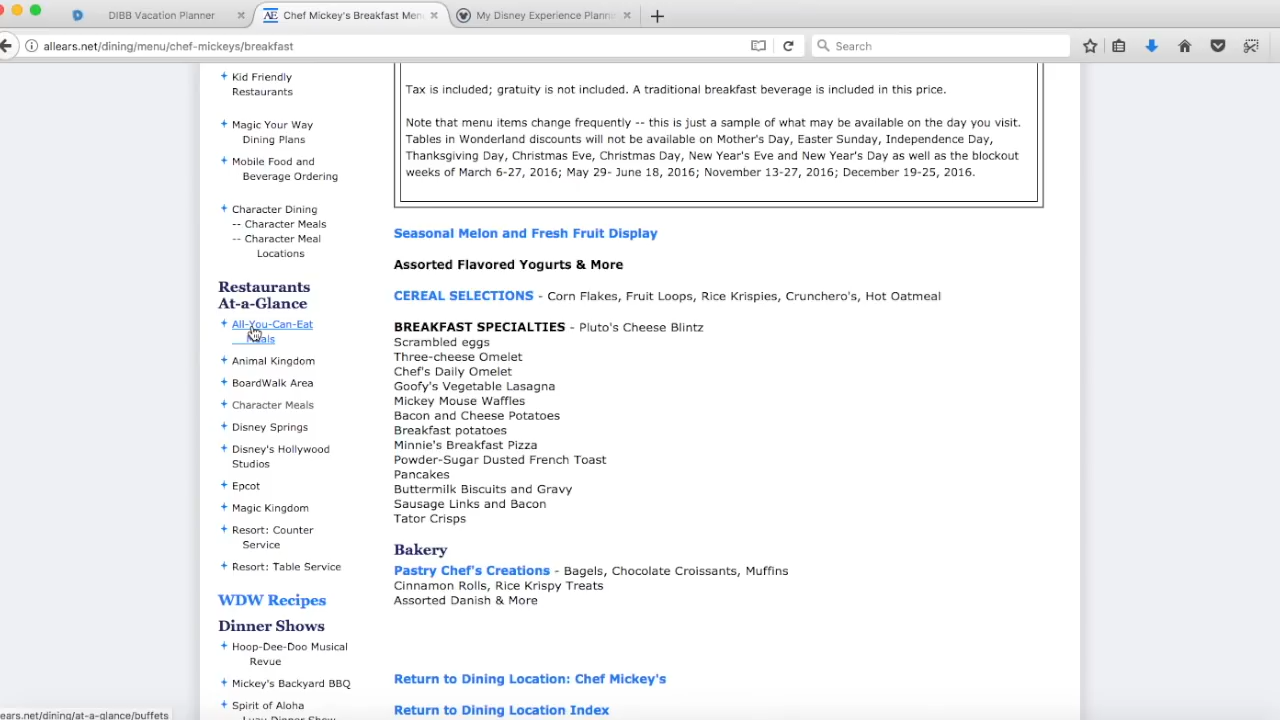 DIBB Vacation Planner
Chef Mickey's Breakfast Men
My Disney Experience Planni
allears.net/dining/menu/chef-mickeys/breakfast
Search
Kid Friendly
Restaurants
Magic Your Way
Dining Plans
Mobile Food and
Beverage Ordering
Character Dining
-- Character Meals
-- Character Meal
Locations
Restaurants
At-a-Glance
All-You-Can-Eat
Meals
Animal Kingdom
BoardWalk Area
Character Meals
Disney Springs
Disney's Hollywood
Studios
Epcot
Magic Kingdom
Resort: Counter
Service
Resort: Table Service
WDW Recipes
Dinner Shows
Hoop-Dee-Doo Musical
Revue
Mickey's Backyard BBQ
Spirit of Aloha
Luau Dinner Show
ears.net/dining/at-a-glance/buffets
Tax is included; gratuity is not included. A traditional breakfast beverage is included in this price.
Note that menu items change frequently -- this is just a sample of what may be available on the day you visit.
Tables in Wonderland discounts will not be available on Mother's Day, Easter Sunday, Independence Day,
Thanksgiving Day, Christmas Eve, Christmas Day, New Year's Eve and New Year's Day as well as the blockout
weeks of March 6-27, 2016; May 29- June 18, 2016; November 13-27, 2016; December 19-25, 2016.
Seasonal Melon and Fresh Fruit Display
Assorted Flavored Yogurts & More
CEREAL SELECTIONS - Corn Flakes, Fruit Loops, Rice Krispies, Crunchero's, Hot Oatmeal
BREAKFAST SPECIALTIES - Pluto's Cheese Blintz
Scrambled eggs
Three-cheese Omelet
Chef's Daily Omelet
Goofy's Vegetable Lasagna
Mickey Mouse Waffles
Bacon and Cheese Potatoes
Breakfast potatoes
Minnie's Breakfast Pizza
Powder-Sugar Dusted French Toast
Pancakes
Buttermilk Biscuits and Gravy
Sausage Links and Bacon
Tator Crisps
Bakery
Pastry Chef's Creations - Bagels, Chocolate Croissants, Muffins
Cinnamon Rolls, Rice Krispy Treats
Assorted Danish & More
Return to Dining Location: Chef Mickey's
Return to Dining Location Index